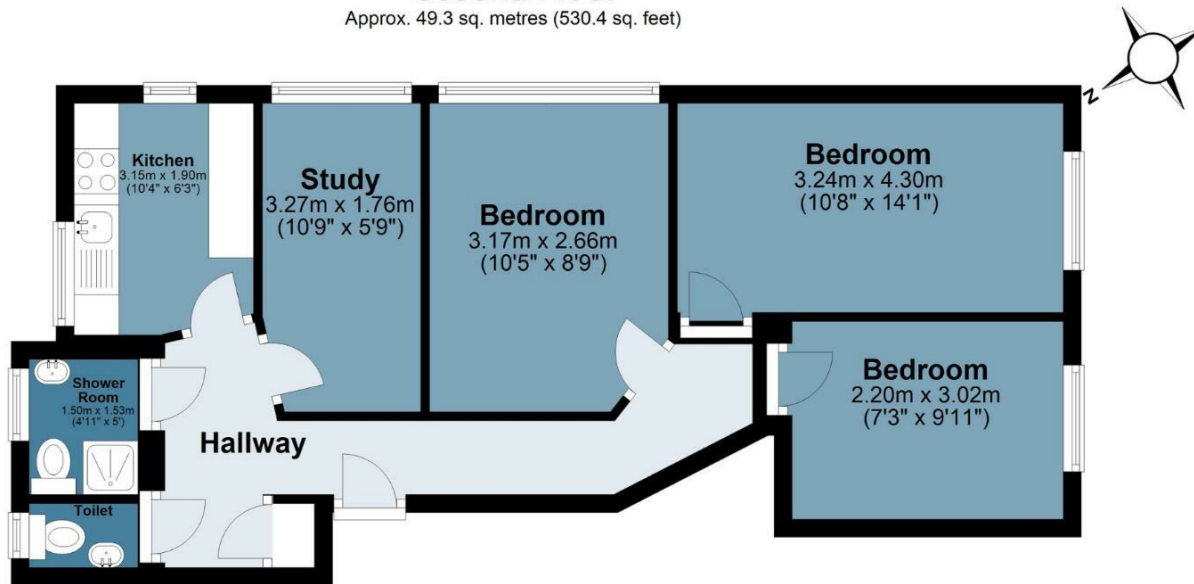 Approx. 49.3 sq. metres (530.4 sq. feet)
N
Kitchen
3.15m x 1.90m
(10'4" x 6'3")
Study
3.27m x 1.76m
(10'9" x 5'9")
Bedroom
3.17m x 2.66m
(10'5" x 8'9")
Bedroom
3.24m x 4.30m
(10'8" x 14'1")
Bedroom
2.20m x 3.02m
(7'3" x 9'11")
Shower
Room
1.50m x 1.53m
(4'11" x 5')
Hallway
Toilet